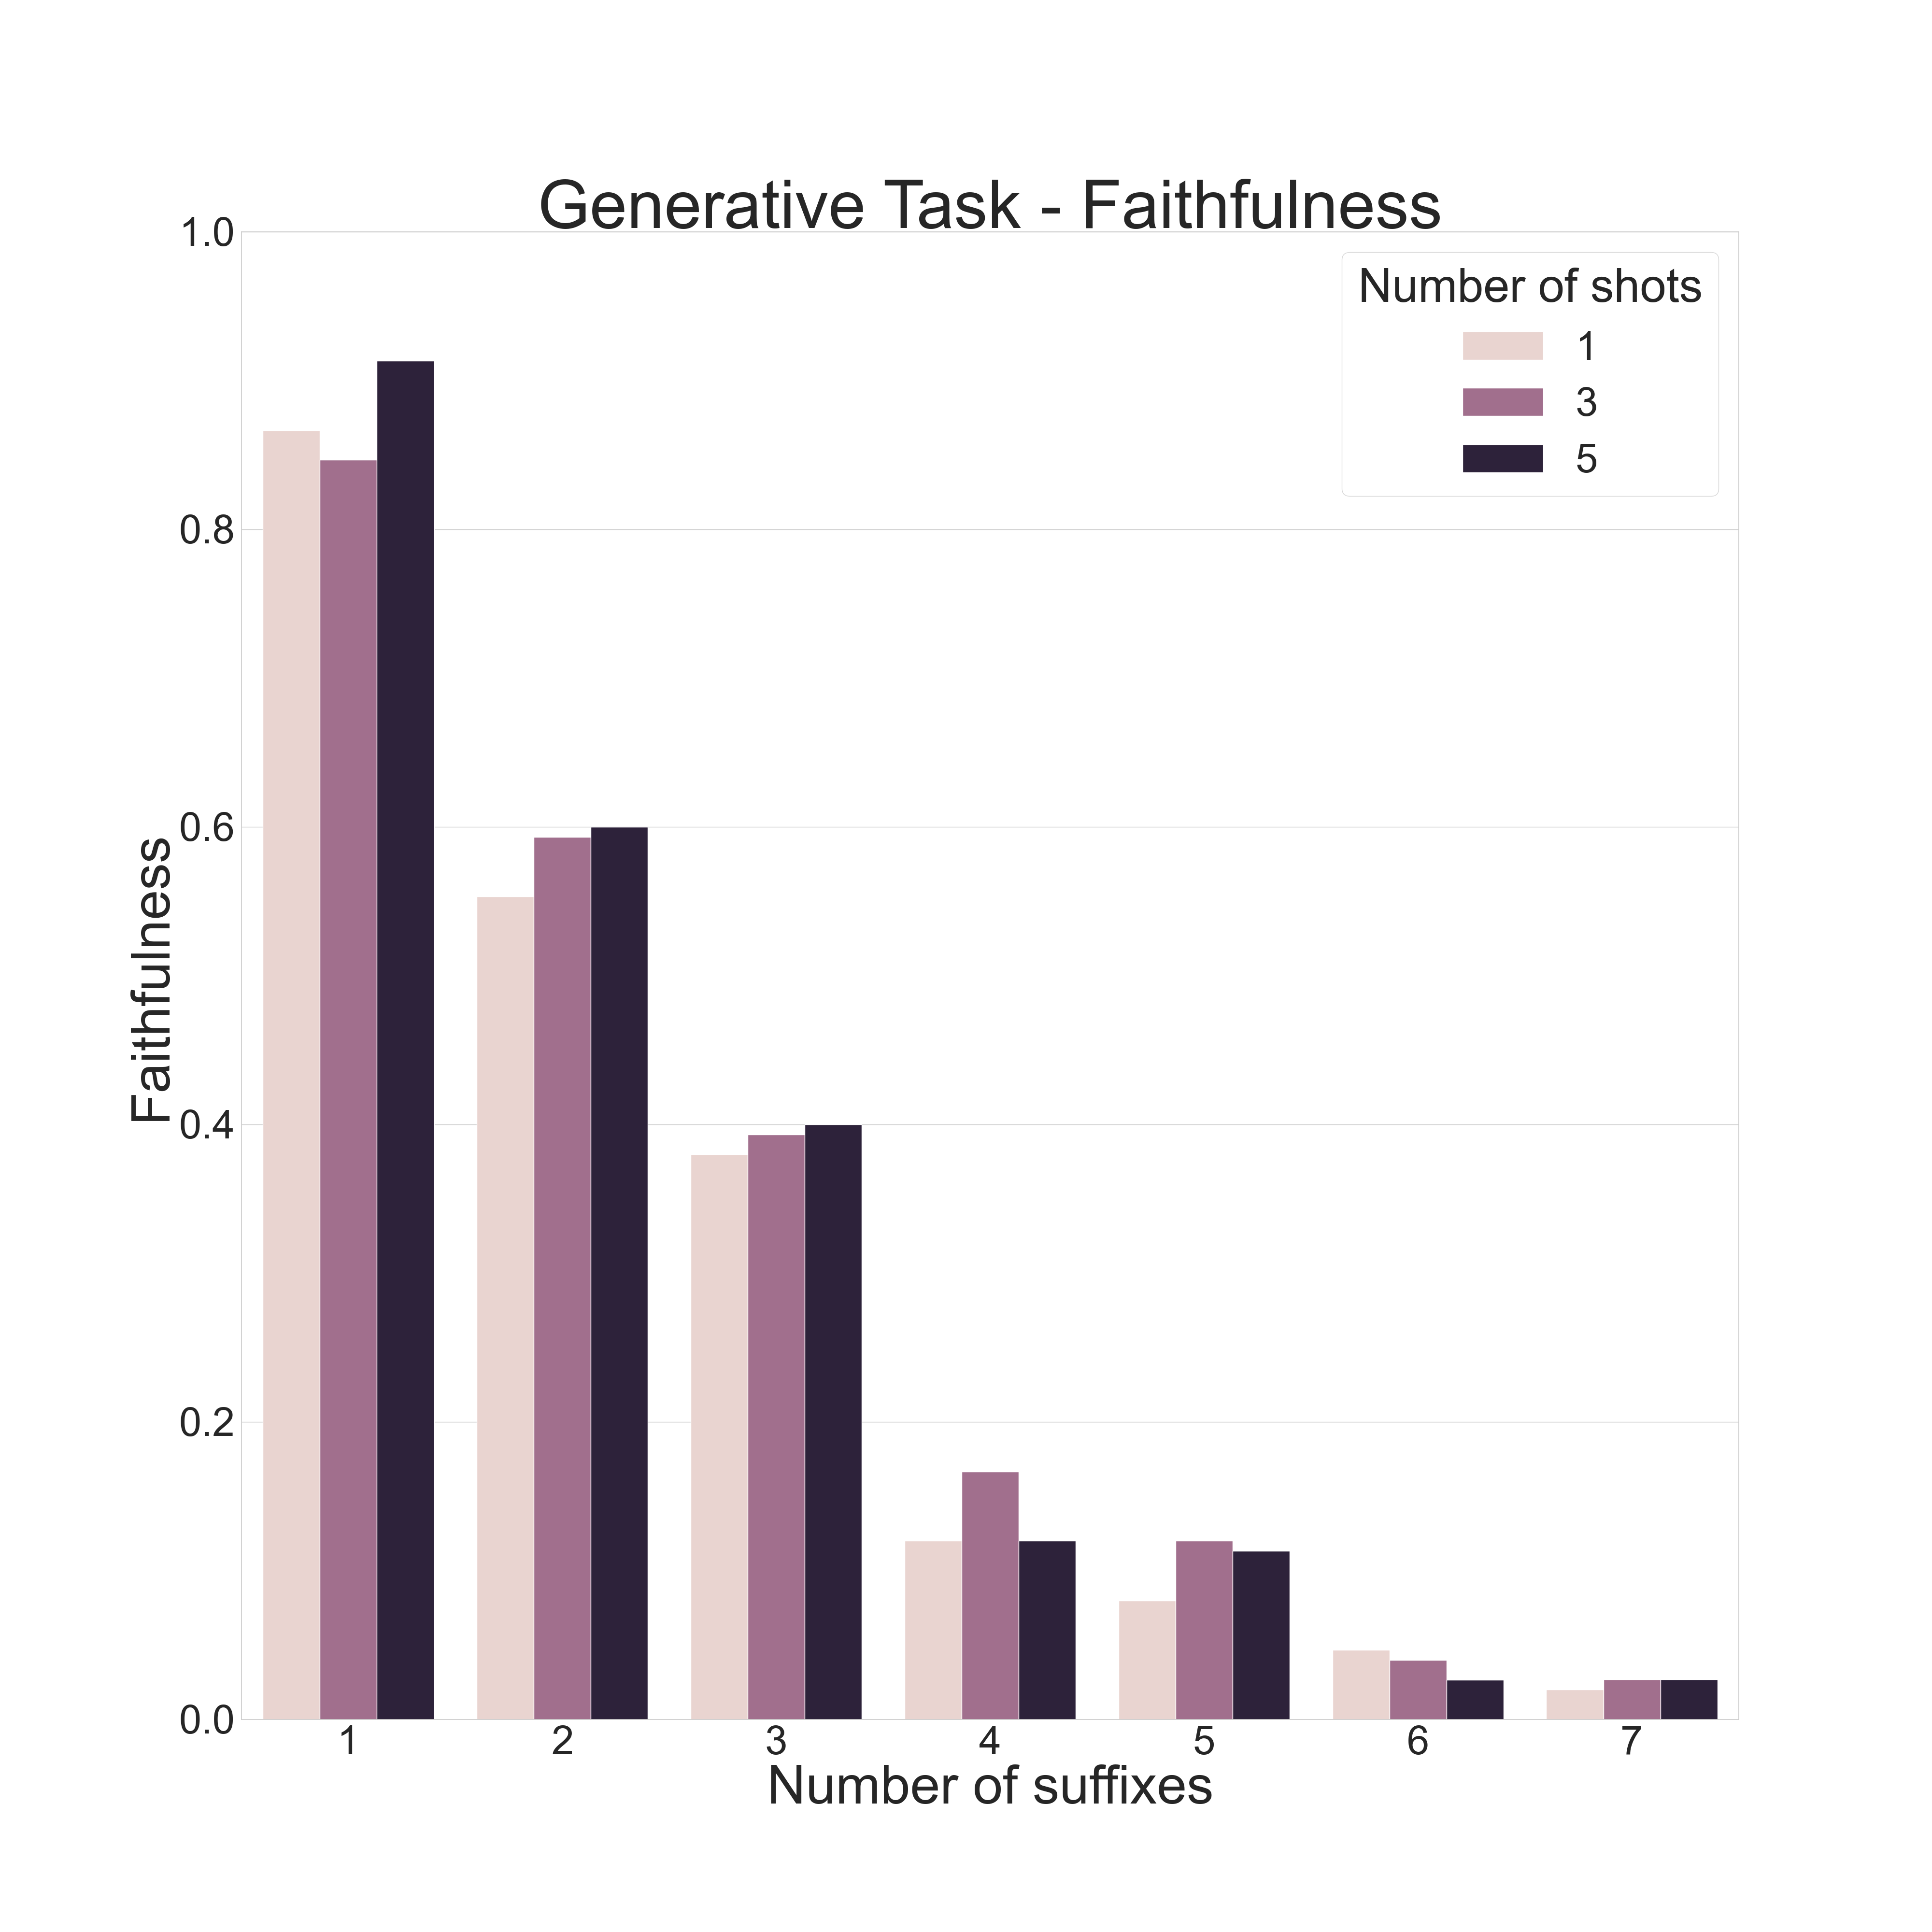 Generative Task - Faithfulness
1.0
0.8
0.6
0.4
0.2
0.0
Faithfulness
Number of shots
1
3
5
1 2 3 4 5 6 7
Number of suffixes